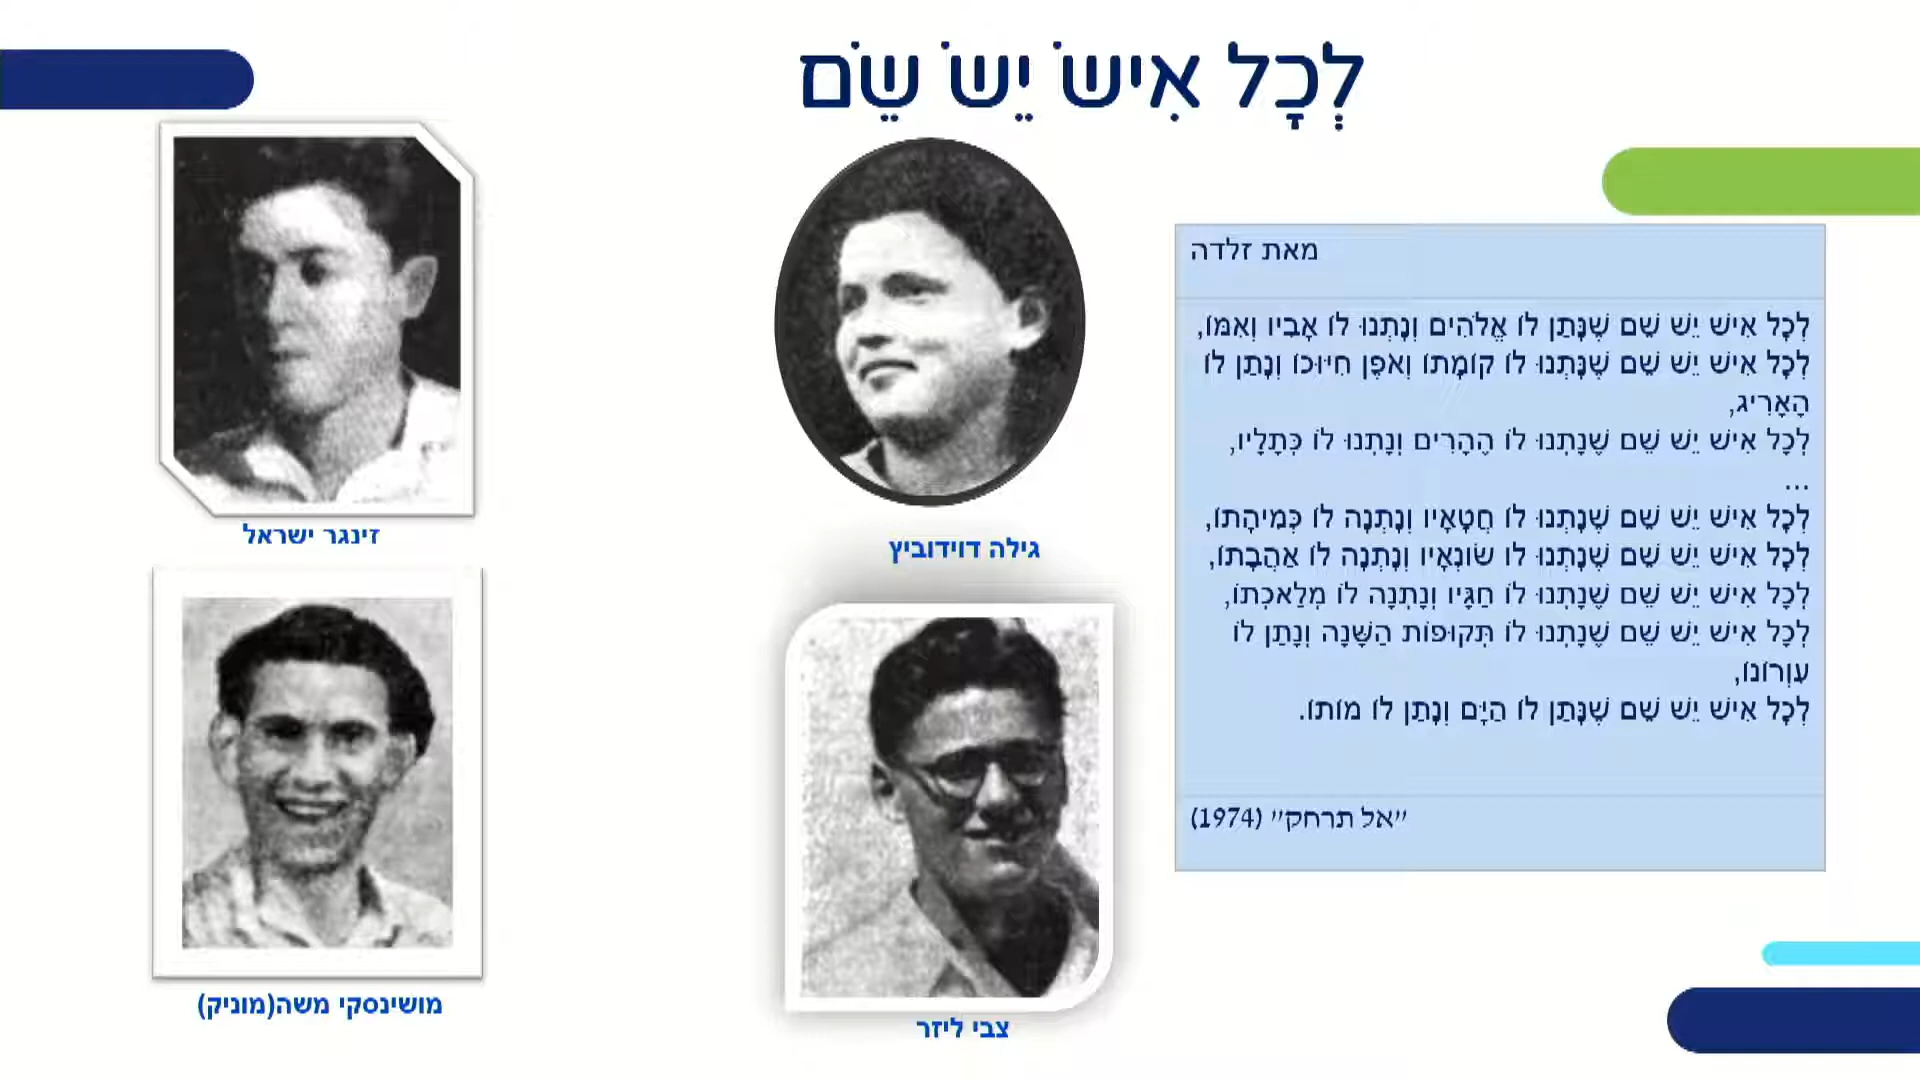 לְכָל אִישׁ יֵשׁ שֵׁם
מאת זלדה
לְכָל אִישׁ יֵשׁ שֵׁם שֶׁנָּתַן לוֹ אֱלֹהִים וְנָתְנוּ לוֹ אָבִיו וְאִמּוֹ,
לְכָל אִישׁ יֵשׁ שֵׁם שֶׁנָּתְנוּ לוֹ קוֹמָתוֹ וְאֹפֶן חִיּוּכוֹ וְנָתַן לוֹ
הָאָרִיג,
לְכָל אִישׁ יֵשׁ שֵׁם שֶׁנָּתְנוּ לוֹ הֶהָרִים וְנָתְנוּ לוֹ כְּתָלָיו,
...
לְכָל אִישׁ יֵשׁ שֵׁם שֶׁנָּתְנוּ לוֹ חֲטָאָיו וְנָתְנָה לוֹ כְּמִיהָתוֹ,
לְכָל אִישׁ יֵשׁ שֵׁם שֶׁנָּתְנוּ לוֹ שׂוֹנְאָיו וְנָתְנָה לוֹ אַהֲבָתוֹ,
לְכָל אִישׁ יֵשׁ שֵׁם שֶׁנָּתְנוּ לוֹ חַגָּיו וְנָתְנָה לוֹ מְלַאכְתּוֹ,
לְכָל אִישׁ יֵשׁ שֵׁם שֶׁנָּתְנוּ לוֹ תְּקוּפוֹת הַשָּׁנָה וְנָתַן לוֹ
עִוְרוֹנוֹ,
לְכָל אִישׁ יֵשׁ שֵׁם שֶׁנָּתַן לוֹ הַיָּם וְנָתַן לוֹ מוֹתוֹ.
"אל תרחק" (1974)
גילה דוידוביץ
זינגר ישראל
צבי ליזר
מושינסקי משה(מוניק)